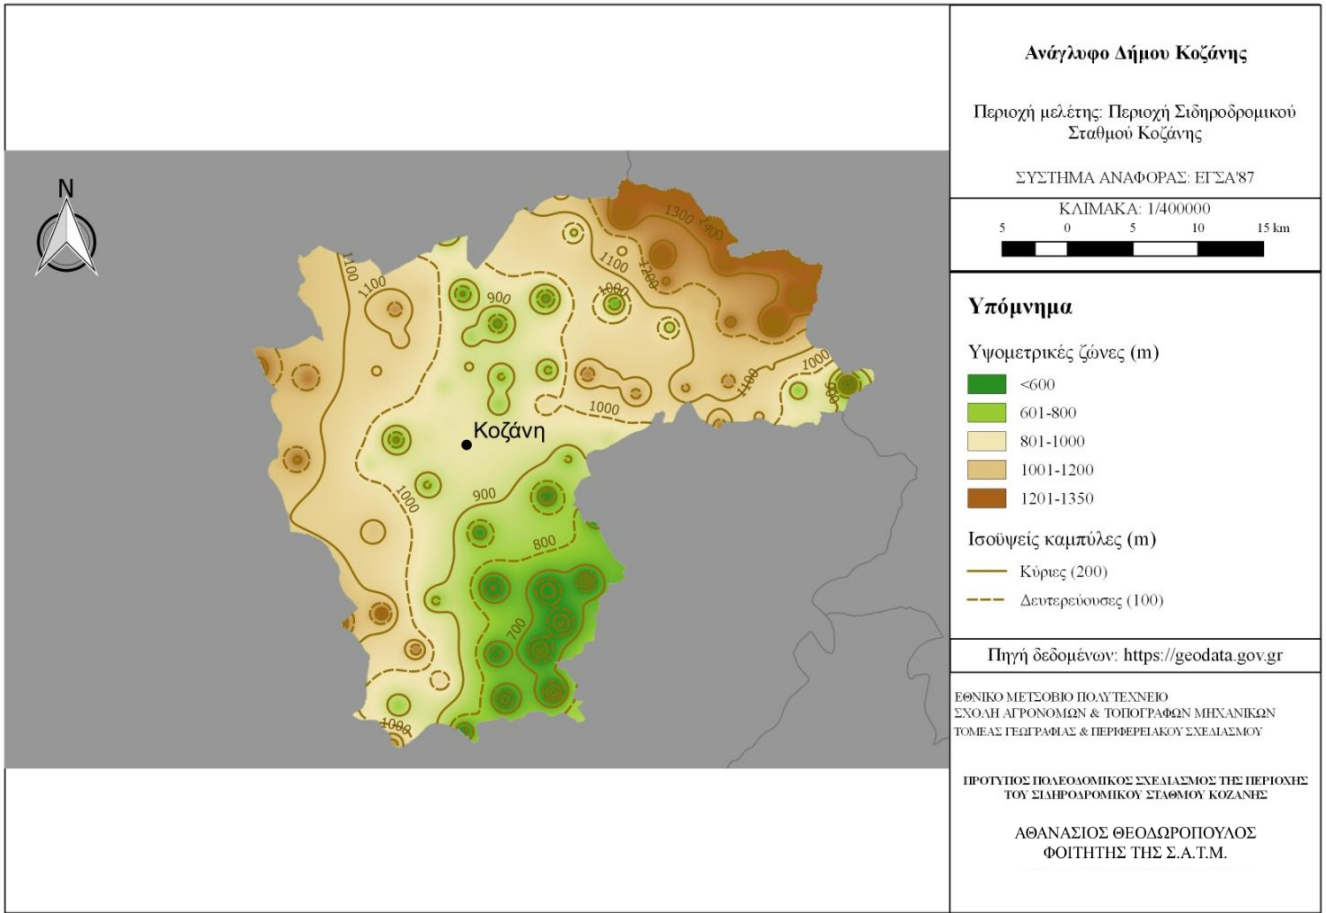 Ανάγλυφο Δήμου Κοζάνης
Περιοχή μελέτης: Περιοχή Σιδηροδρομικού
Σταθμού Κοζάνης
ΣΥΣΤΗΜΑ ΑΝΑΦΟΡΑΣ: ΕΓΣΑ'87
ΚΛΙΜΑΚΑ: 1/400000
5 0 5 10 15 km
Υπόμνημα
Υψομετρικές ζώνες (m)
<600
601-800
801-1000
1001-1200
1201-1350
Ισοϋψείς καμπύλες (m)
Κύριες (200)
Δευτερεύουσες (100)
Πηγή δεδομένων: https://geodata.gov.gr
ΕΘΝΙΚΟ ΜΕΤΣΟΒΙΟ ΠΟΛΥΤΕΧΝΕΙΟ
ΣΧΟΛΗ ΑΓΡΟΝΟΜΩΝ & ΤΟΠΟΓΡΑΦΩΝ ΜΗΧΑΝΙΚΩΝ
ΤΟΜΕΑΣ ΓΕΩΓΡΑΦΙΑΣ & ΠΕΡΙΦΕΡΕΙΑΚΟΥ ΣΧΕΔΙΑΣΜΟΥ
ΠΡΟΤΥΠΟΣ ΠΟΛΕΟΔΟΜΙΚΟΣ ΣΧΕΔΙΑΣΜΟΣ ΤΗΣ ΠΕΡΙΟΧΗΣ
ΤΟΥ ΣΙΔΗΡΟΔΡΟΜΙΚΟΥ ΣΤΑΘΜΟΥ ΚΟΖΑΝΗΣ
ΑΘΑΝΑΣΙΟΣ ΘΕΟΔΩΡΟΠΟΥΛΟΣ
ΦΟΙΤΗΤΗΣ ΤΗΣ Σ.Α.Τ.Μ.
N
1300
1400
1100
1100
1200
1100
1000
900
1000
1100
900
1000
Κοζάνη
1000
900
800
700
1000